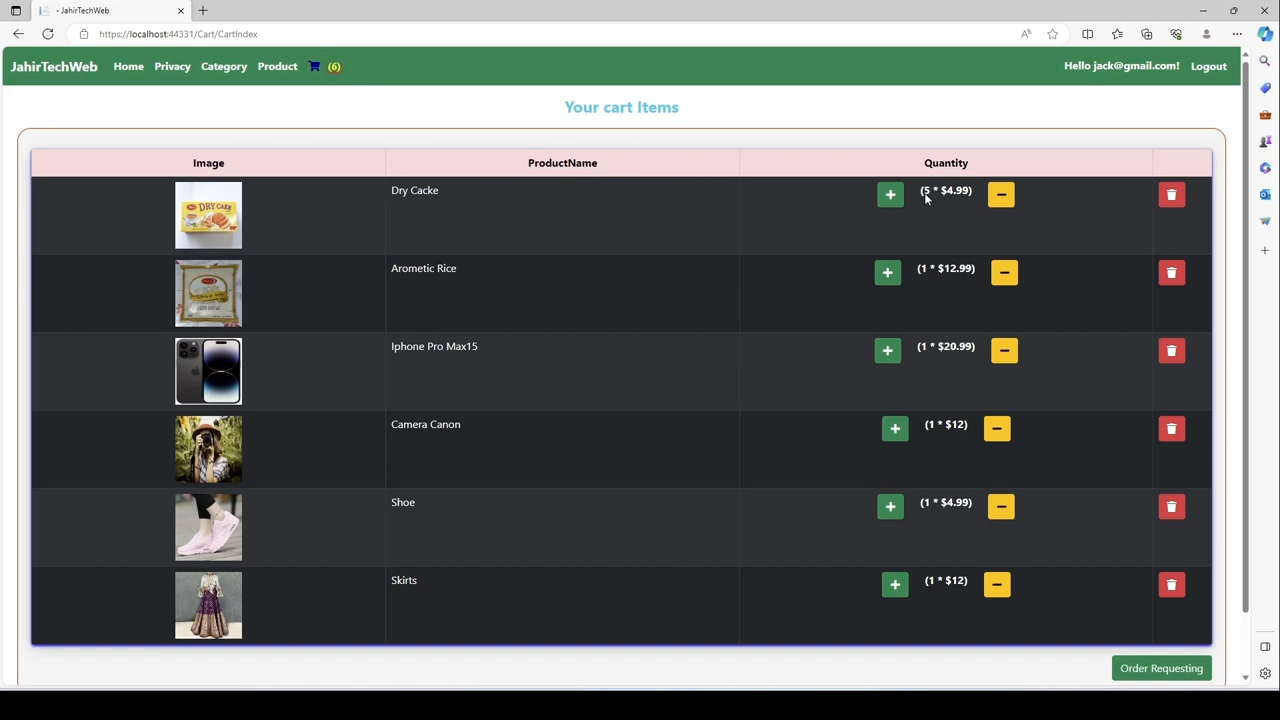 - JahirTechWeb
https://localhost:44331/Cart/CartIndex
JahirTechWeb Home Privacy Category Product (6) Hello jack@gmail.com! Logout
Your cart Items
Image ProductName Quantity
Dry Cacke (5 * $4.99)
DRY CAKE
Arometic Rice (1 * $12.99)
Iphone Pro Max15 (1 * $20.99)
Camera Canon (1 * $12)
Shoe (1 * $4.99)
Skirts (1 * $12)
Order Requesting